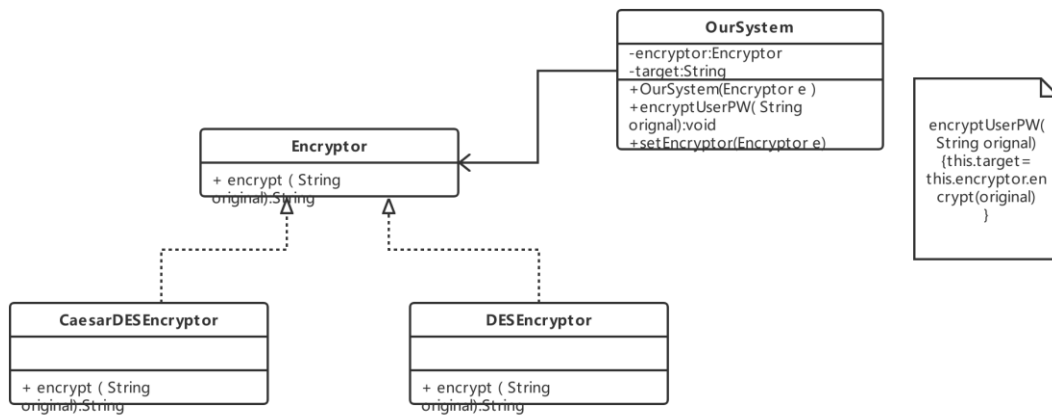 OurSystem
-encryptor:Encryptor
-target:String
+OurSystem(Encryptor e )
+encryptUserPW( String
orignal):void
+setEncryptor(Encryptor e)
encryptUserPW(
String orignal)
{this.target=
this.encryptor.en
crypt(original)
}
Encryptor
+ encrypt ( String
original):String
CaesarDESEncryptor
+ encrypt ( String
original):String
DESEncryptor
+ encrypt ( String
original):String